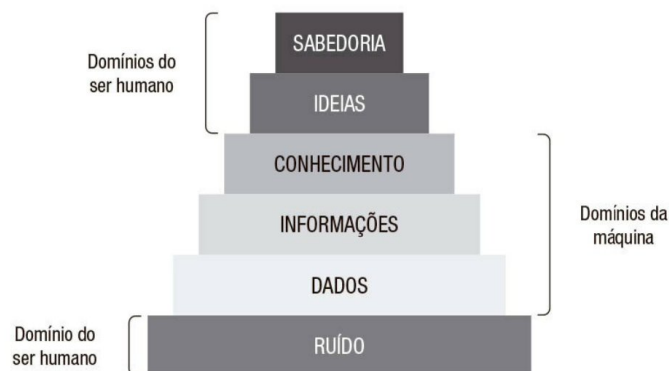 SABEDORIA
Domínios do
ser humano
IDEIAS
CONHECIMENTO
INFORMAÇÕES
Domínios da
máquina
DADOS
Domínio do
ser humano
RUÍDO